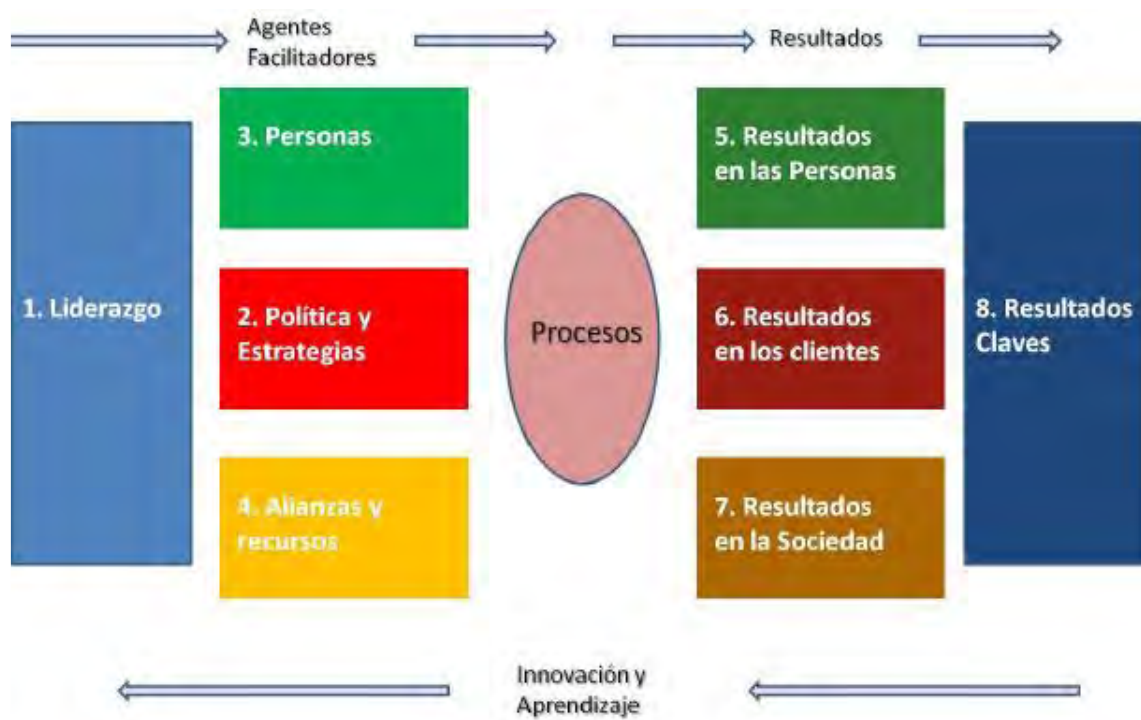 Agentes
Facilitadores
Resultados
3. Personas
5. Resultados
en las Personas
1. Liderazgo
2. Política y
Estrategias
Procesos
6. Resultados
en los clientes
8. Resultados
Claves
4. Alianzas y
recursos
7. Resultados
en la Sociedad
Innovación y
Aprendizaje